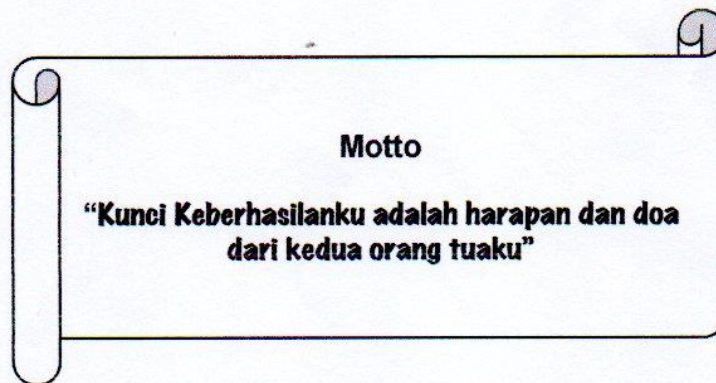 Motto
“Kunci Keberhasilanku adalah harapan dan doa
dari kedua orang tuaku”